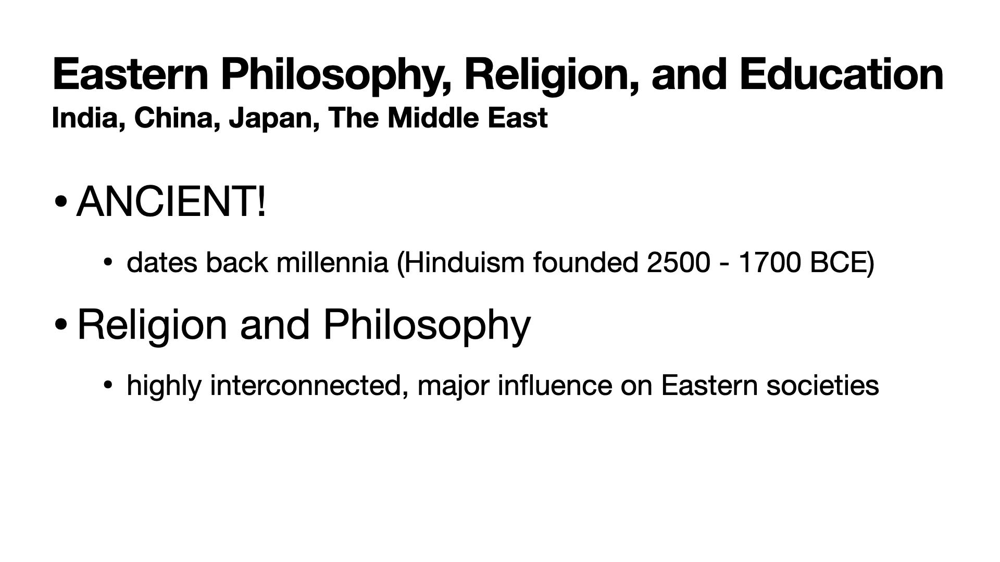 Eastern Philosophy, Religion, and Education
India, China, Japan, The Middle East
• ANCIENT!
• dates back millennia (Hinduism founded 2500 - 1700 BCE)
• Religion and Philosophy
• highly interconnected, major influence on Eastern societies